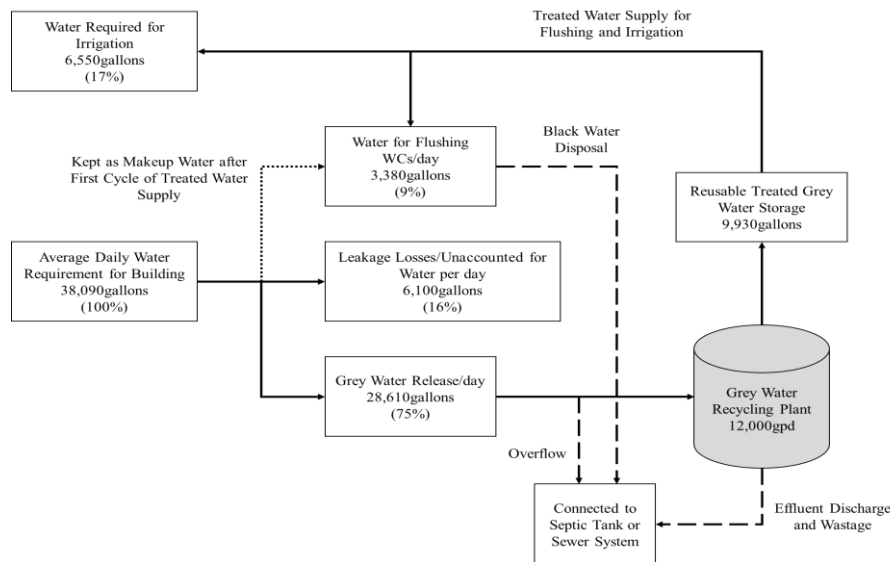 Water Required for
Irrigation
6,550gallons
(17%)
Treated Water Supply for
Flushing and Irrigation
Kept as Makeup Water after
First Cycle of Treated Water
Supply
Water for Flushing
WCs/day
3,380gallons
(9%)
Black Water
Disposal
Reusable Treated Grey
Water Storage
9,930gallons
Average Daily Water
Requirement for Building
38,090gallons
(100%)
Leakage Losses/Unaccounted for
Water per day
6,100gallons
(16%)
Grey Water Release/day
28,610gallons
(75%)
Grey Water
Recycling Plant
12,000gpd
Overflow
Connected to
Septic Tank or
Sewer System
Effluent Discharge
and Wastage